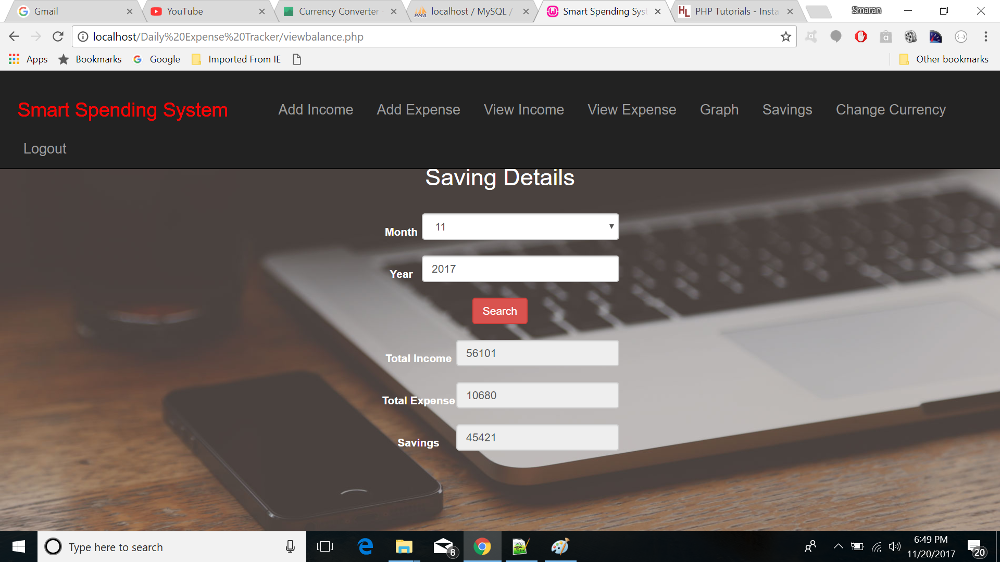 Gmail
YouTube
Currency Converter
localhost / MySQL /
Smart Spending Syst
PHP Tutorials - Insta
Smaran
localhost/Daily%20Expense%20Tracker/viewbalance.php
Apps
Bookmarks
Google
Imported From IE
Other bookmarks
Smart Spending System
Add Income
Add Expense
View Income
View Expense
Graph
Savings
Change Currency
Logout
Saving Details
Month 11
Year 2017
Search
Total Income 56101
Total Expense 10680
Savings 45421
Type here to search
8
6:49 PM
11/20/2017
20